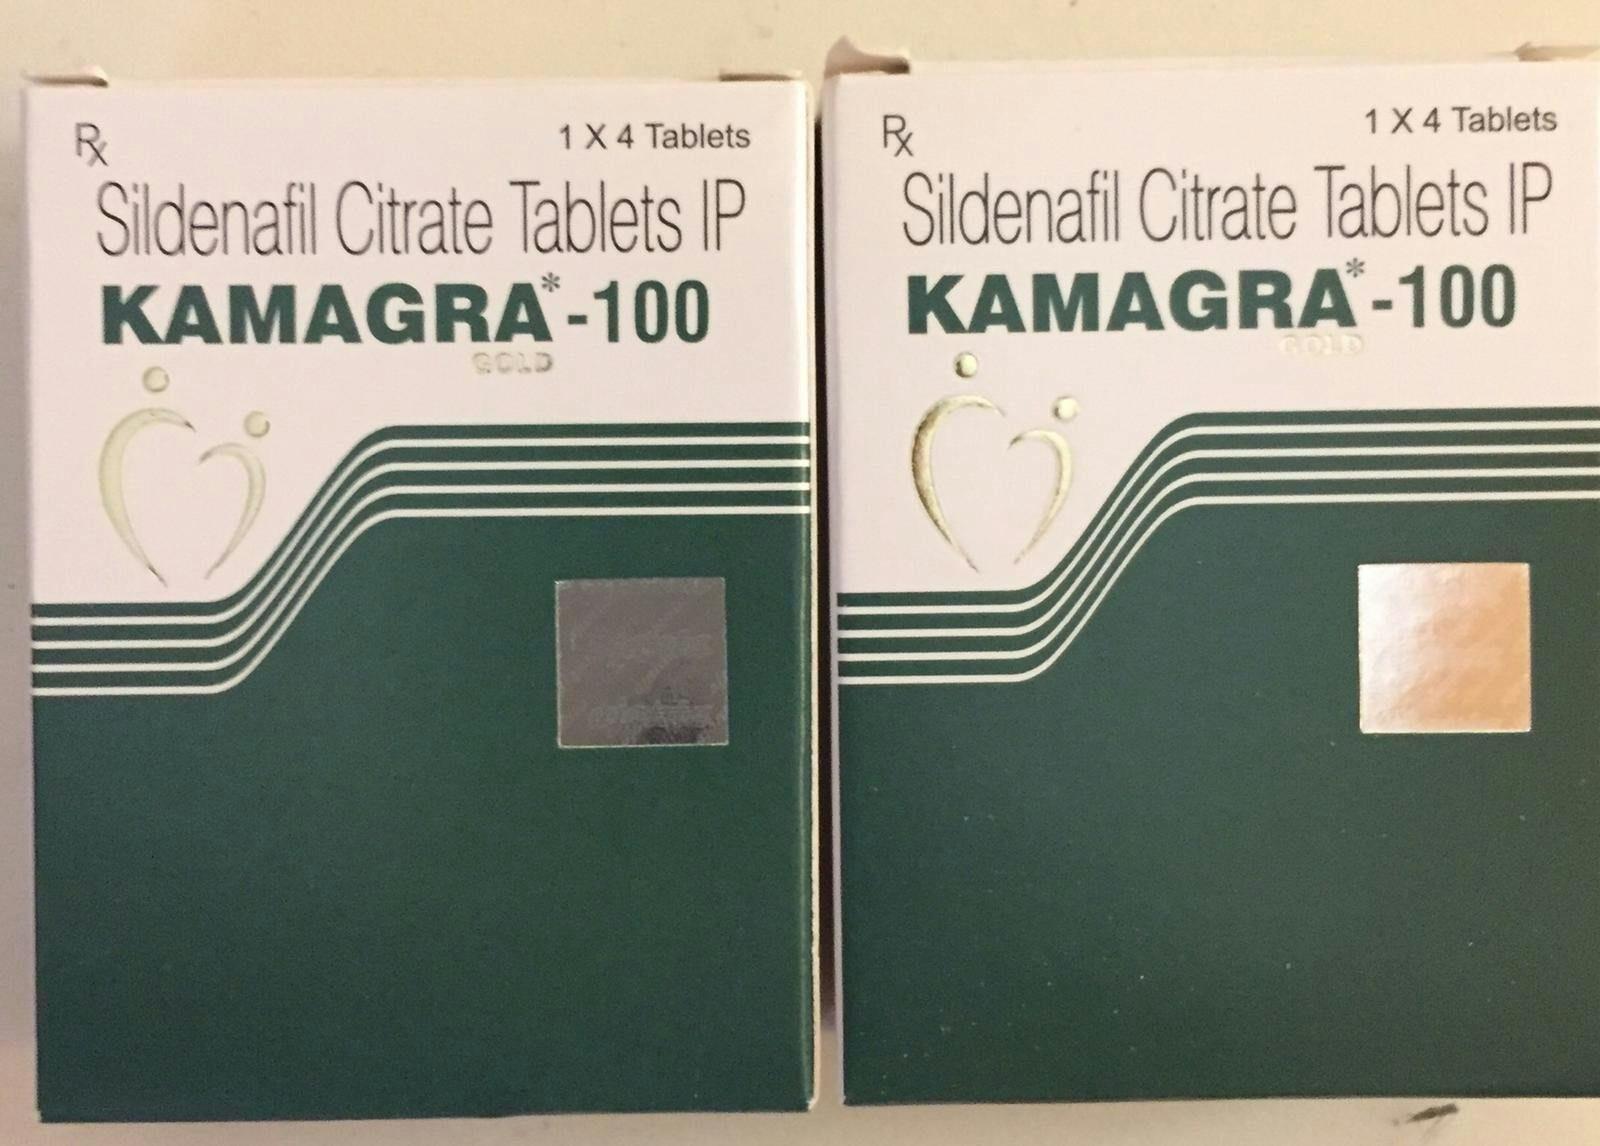 Rx
1 X 4 Tablets
Sildenafil Citrate Tablets IP
KAMAGRA*-100
GOLD
Rx
1 X 4 Tablets
Sildenafil Citrate Tablets IP
KAMAGRA*-100
GOLD